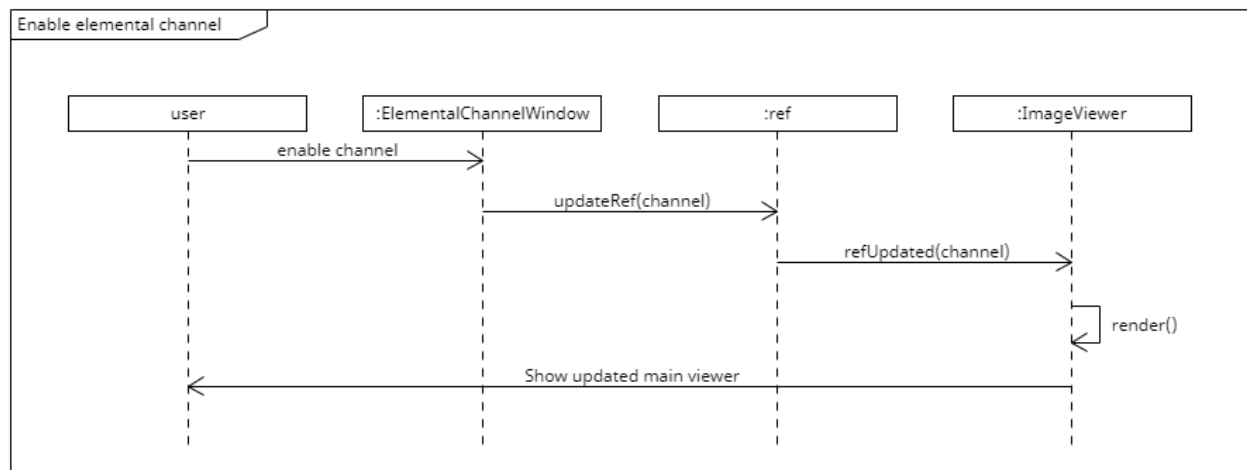 Enable elemental channel
user
:ElementalChannelWindow
:ref
:ImageViewer
enable channel
updateRef(channel)
refUpdated(channel)
render()
Show updated main viewer